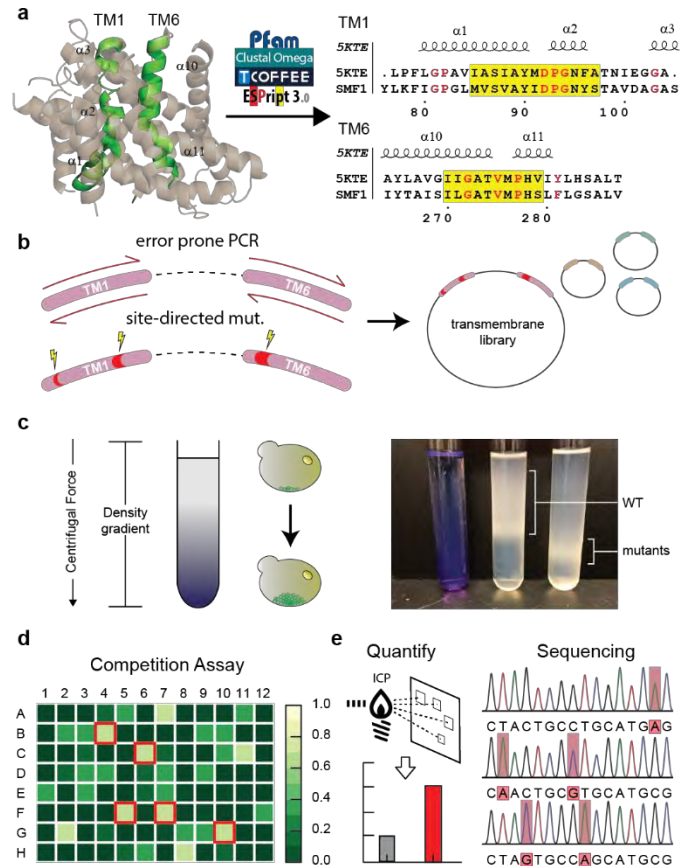 a
TM1 TM6
α3
α10
α2
α1
α11
Pfam
Clustal Omega
TCOFFEE
ESPript 3.0
TM1
α1 α2 α3
5KTE
5KTE .LPFLGPAVIASIAYMDPGNFATNIEGGA.
SMF1 YLKFIGPGLMVSVAYIDPGNYSTAVDAGAS
80 90 100
TM6
α10 α11
5KTE
5KTE AYLAVGIIGATVMPHVIYLHSALT
SMF1 IYTAISIIGATVMPHSLFLGSALV
270 280
b
error prone PCR
TM1 TM6
site-directed mut.
TM1 TM6
transmembrane
library
c
Centrifugal Force
Density
gradient
WT
mutants
d
Competition Assay
1 2 3 4 5 6 7 8 9 10 11 12
A
B
C
D
E
F
G
H
1.0
0.8
0.6
0.4
0.2
0.0
e
Quantify
ICP
Sequencing
CTACTGCCTGCATGAG
CAACTGCGTGCATGCG
CTAGTGCCAGCATGCG